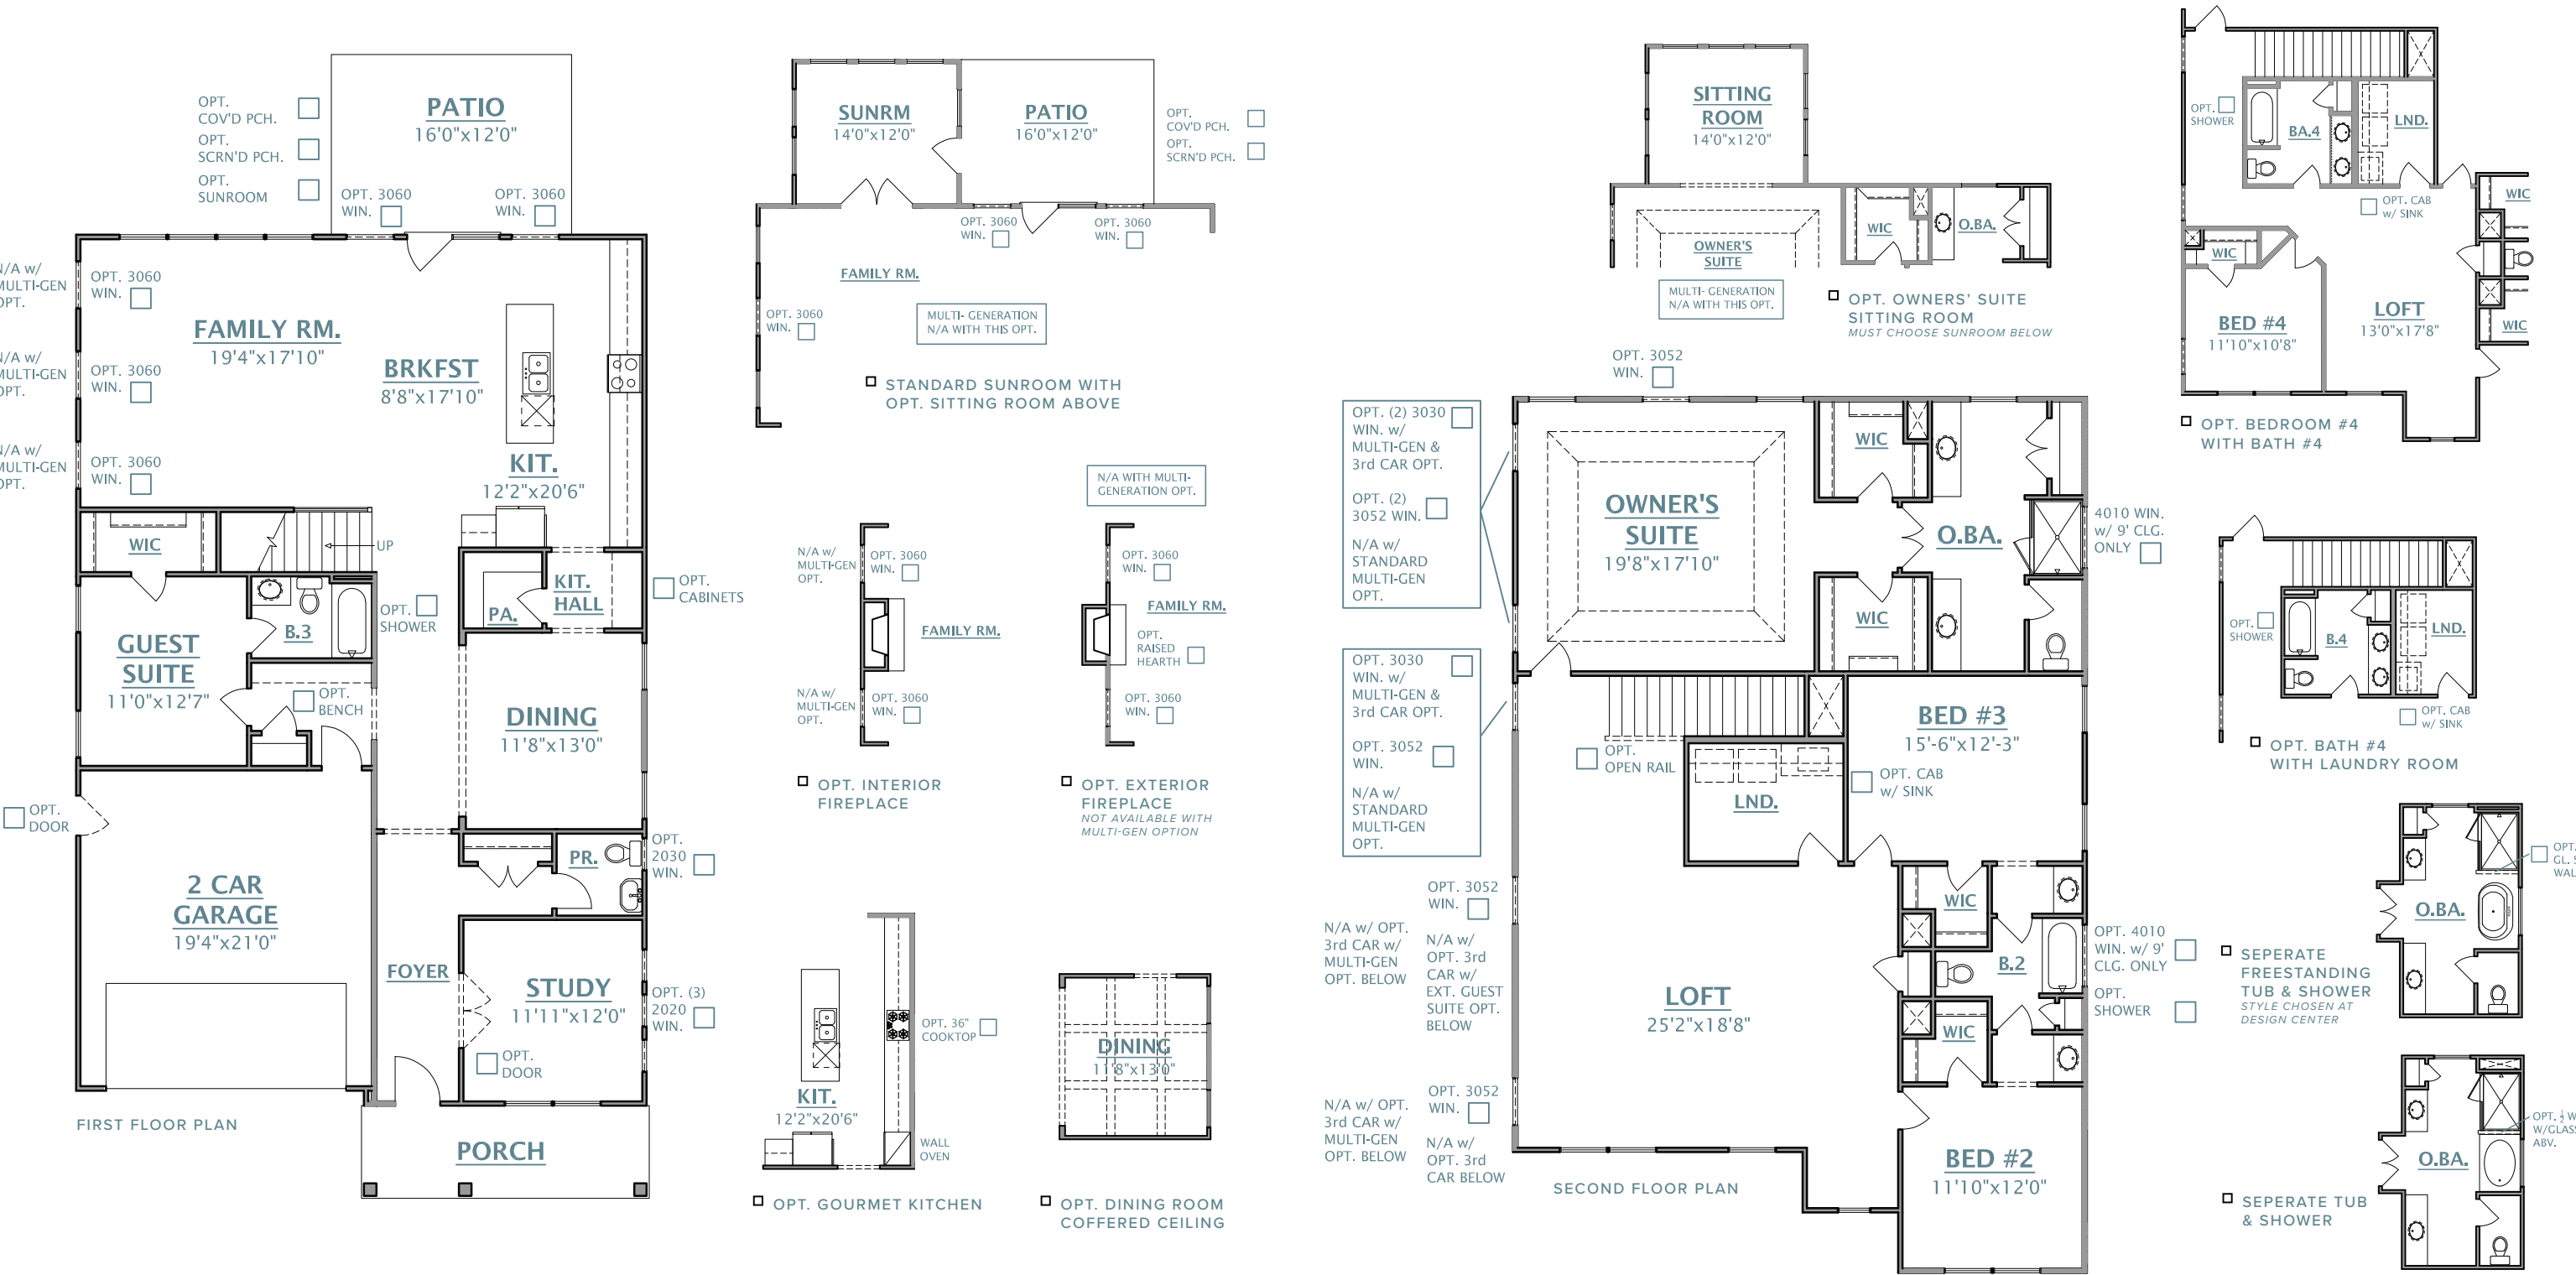 OPT.
COV'D PCH.
OPT.
SCRN'D PCH.
OPT.
SUNROOM
PATIO
16'0"x12'0"
OPT. 3060
WIN.
OPT. 3060
WIN.
N/A w/
MULTI-GEN
OPT.
OPT. 3060
WIN.
FAMILY RM.
19'4"x17'10"
N/A w/
MULTI-GEN
OPT.
OPT. 3060
WIN.
BRKFST
8'8"x17'10"
N/A w/
MULTI-GEN
OPT.
OPT. 3060
WIN.
KIT.
12'2"x20'6"
WIC
UP
PA.
KIT.
HALL
OPT.
CABINETS
OPT.
SHOWER
B.3
GUEST
SUITE
11'0"x12'7"
OPT.
BENCH
DINING
11'8"x13'0"
OPT.
DOOR
2 CAR
GARAGE
19'4"x21'0"
PR.
OPT.
2030
WIN.
FOYER
STUDY
11'11"x12'0"
OPT. (3)
2020
WIN.
OPT.
DOOR
FIRST FLOOR PLAN
PORCH
SUNRM
14'0"x12'0"
PATIO
16'0"x12'0"
OPT.
COV'D PCH.
OPT.
SCRN'D PCH.
OPT. 3060
WIN.
OPT. 3060
WIN.
FAMILY RM.
OPT. 3060
WIN.
MULTI- GENERATION
N/A WITH THIS OPT.
STANDARD SUNROOM WITH
OPT. SITTING ROOM ABOVE
N/A w/
MULTI-GEN
OPT.
OPT. 3060
WIN.
FAMILY RM.
N/A w/
MULTI-GEN
OPT.
OPT. 3060
WIN.
OPT. INTERIOR
FIREPLACE
N/A WITH MULTI-
GENERATION OPT.
OPT. 3060
WIN.
FAMILY RM.
OPT.
RAISED
HEARTH
OPT. 3060
WIN.
OPT. EXTERIOR
FIREPLACE
NOT AVAILABLE WITH
MULTI-GEN OPTION
OPT. 36"
COOKTOP
KIT.
12'2"x20'6"
WALL
OVEN
OPT. GOURMET KITCHEN
DINING
11'8"x13'0"
OPT. DINING ROOM
COFFERED CEILING
SITTING
ROOM
14'0"x12'0"
OWNER'S
SUITE
WIC
O.BA.
MULTI- GENERATION
N/A WITH THIS OPT.
OPT. OWNERS' SUITE
SITTING ROOM
MUST CHOOSE SUNROOM BELOW
OPT. 3052
WIN.
OPT. (2) 3030
WIN. w/
MULTI-GEN &
3rd CAR OPT.
OPT. (2)
3052 WIN.
N/A w/
STANDARD
MULTI-GEN
OPT.
OWNER'S
SUITE
19'8"x17'10"
WIC
O.BA.
WIC
4010 WIN.
w/ 9' CLG.
ONLY
OPT. 3030
WIN. w/
MULTI-GEN &
3rd CAR OPT.
OPT. 3052
WIN.
N/A w/
STANDARD
MULTI-GEN
OPT.
OPT.
OPEN RAIL
LND.
BED #3
15'-6"x12'-3"
OPT. CAB
w/ SINK
OPT. 3052
WIN.
N/A w/ OPT.
3rd CAR w/
MULTI-GEN
OPT. BELOW
N/A w/
OPT. 3rd
CAR w/
EXT. GUEST
SUITE OPT.
BELOW
LOFT
25'2"x18'8"
WIC
B.2
WIC
OPT. 4010
WIN. w/ 9'
CLG. ONLY
OPT.
SHOWER
OPT. 3052
WIN.
N/A w/ OPT.
3rd CAR w/
MULTI-GEN
OPT. BELOW
N/A w/
OPT. 3rd
CAR BELOW
BED #2
11'10"x12'0"
SECOND FLOOR PLAN
OPT.
SHOWER
BA.4
LND.
OPT. CAB
w/ SINK
WIC
WIC
BED #4
11'10"x10'8"
LOFT
13'0"x17'8"
WIC
OPT. BEDROOM #4
WITH BATH #4
OPT.
SHOWER
B.4
LND.
OPT. CAB
w/ SINK
OPT. BATH #4
WITH LAUNDRY ROOM
OPT.
GL.
O.BA.
SEPERATE
FREESTANDING
TUB & SHOWER
STYLE CHOSEN AT
DESIGN CENTER
OPT. ½
ABV.
O.BA.
SEPERATE TUB
& SHOWER